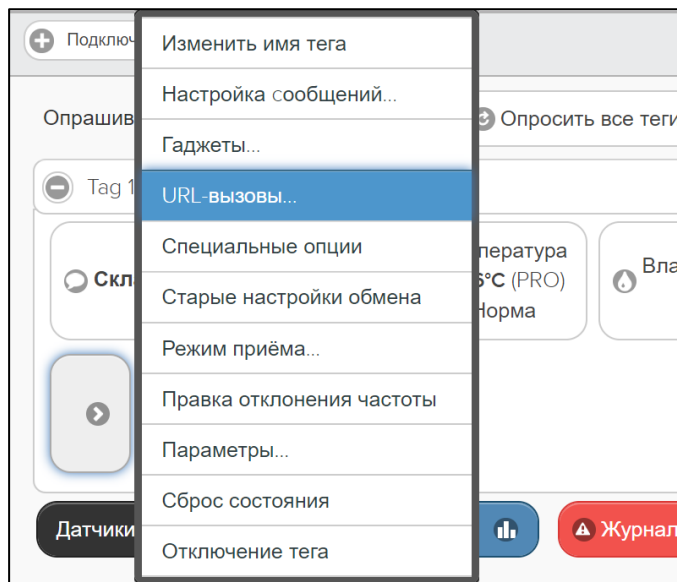 Подключ
Изменить имя тега
Настройка сообщений...
Опрашив
Опросить все теги
Гаджеты...
Tag 1
URL-вызовы...
Специальные опции
пература
Скл
°C (PRO)
Вла
Старые настройки обмена
Норма
Режим приёма...
Правка отклонения частоты
Параметры...
Сброс состояния
Датчики
Журнал
Отключение тега